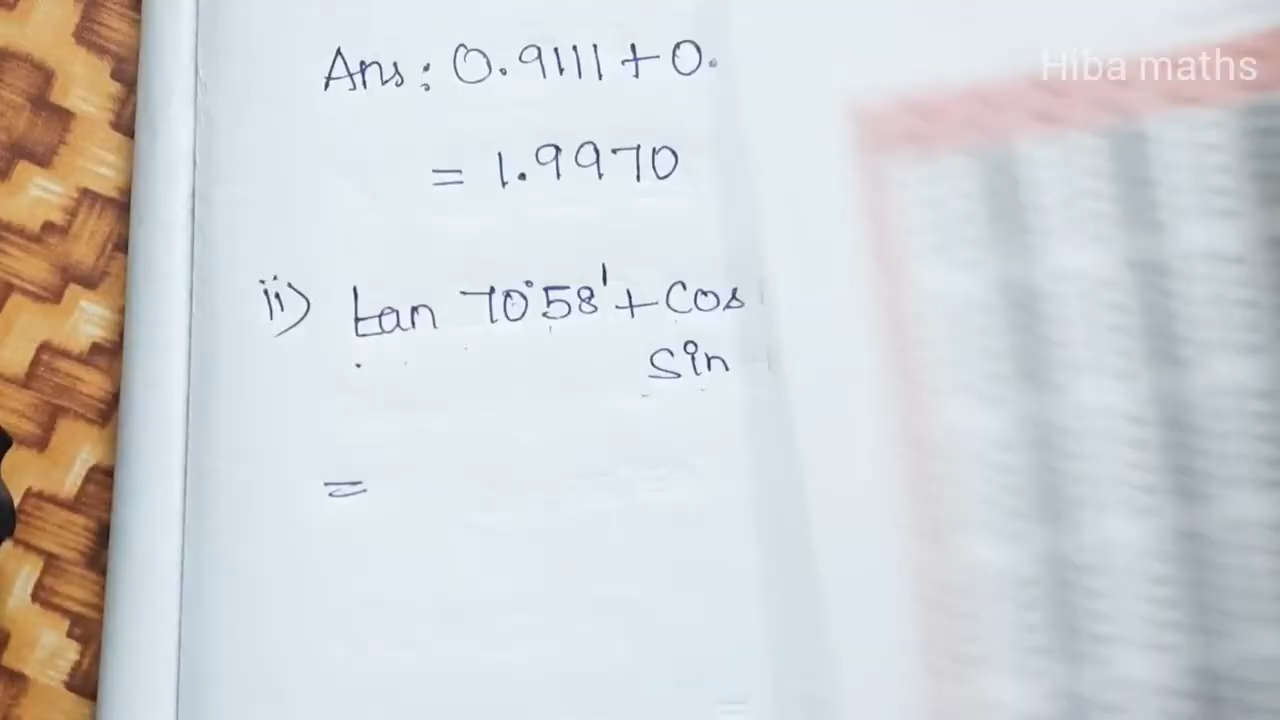 Hiba maths
Ans: 0.9111 + 0.
= 1.9970
ii) tan 70°58' + cos
sin
=